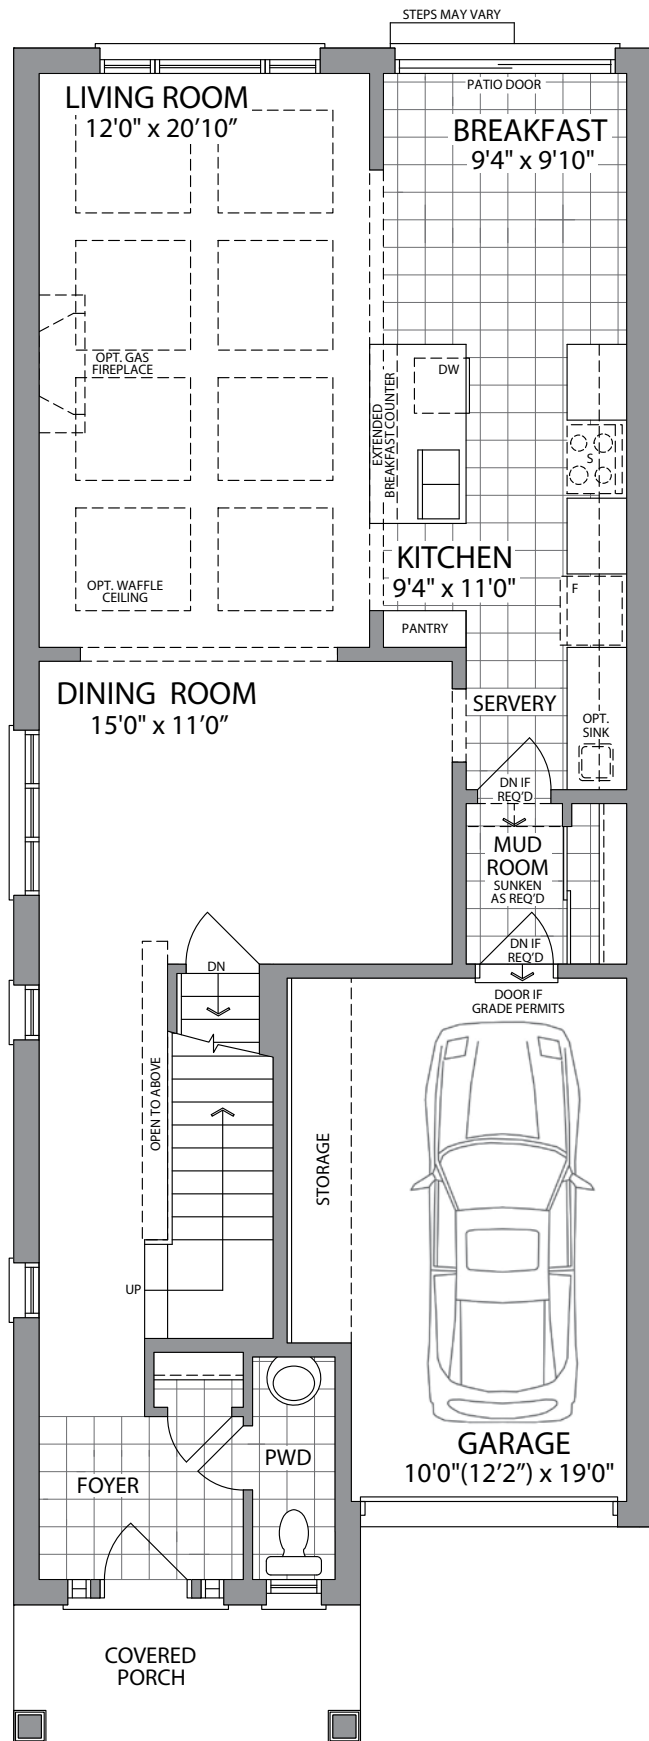 STEPS MAY VARY
PATIO DOOR
LIVING ROOM
12'0" x 20'10"
BREAKFAST
9'4" x 9'10"
OPT. GAS
FIREPLACE
DW
EXTENDED
BREAKFAST COUNTER
S
KITCHEN
9'4" x 11'0"
OPT. WAFFLE
CEILING
F
PANTRY
DINING ROOM
15'0" x 11'0"
SERVERY
OPT.
SINK
DN IF
REQ'D
MUD
ROOM
SUNKEN
AS REQ'D
DN IF
REQ'D
DN
DOOR IF
GRADE PERMITS
OPEN TO ABOVE
STORAGE
UP
GARAGE
10'0"(12'2") x 19'0"
PWD
FOYER
COVERED
PORCH